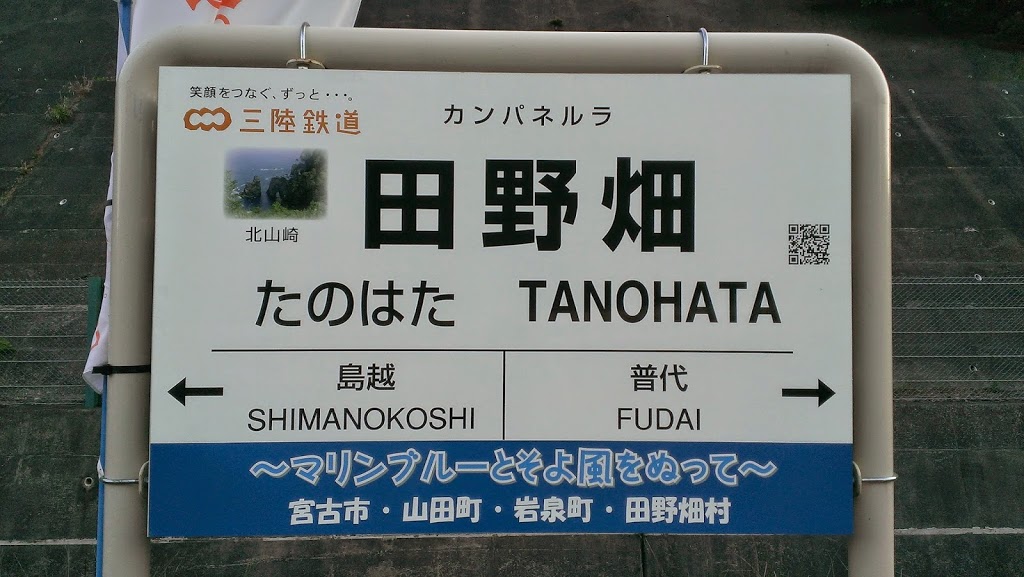 笑顔をつなぐ、ずっと・・・。
三陸鉄道
カンパネルラ
田野畑
北山崎
たのはた TANOHATA
島越 普代
SHIMANOKOSHI FUDAI
～マリンブルーとそよ風をぬって～
宮古市・山田町・岩泉町・田野畑村